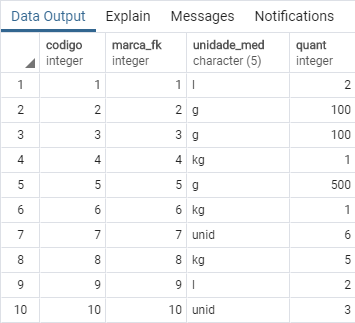 Data Output Explain Messages Notifications
codigo marca_fk unidade_med quant
integer integer character (5) integer
1 1 1 l 2
2 2 2 g 100
3 3 3 g 100
4 4 4 kg 1
5 5 5 g 500
6 6 6 kg 1
7 7 7 unid 6
8 8 8 kg 5
9 9 9 l 2
10 10 10 unid 3